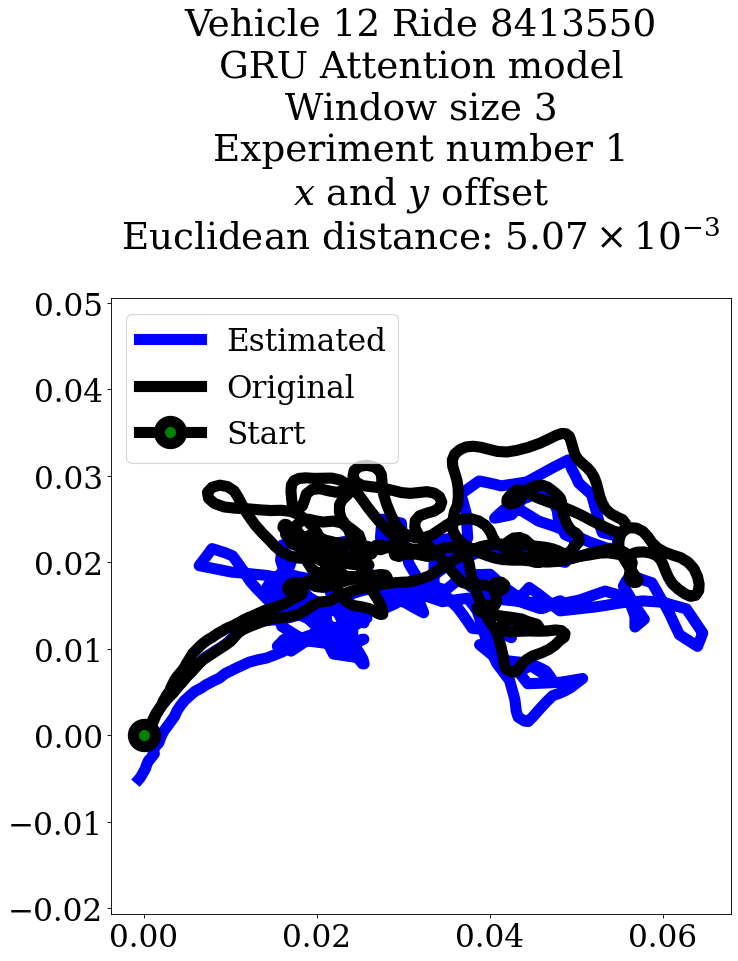 Vehicle 12 Ride 8413550
GRU Attention model
Window size 3
Experiment number 1
x and y offset
Euclidean distance: 5.07 × 10⁻³
0.05
Estimated
0.04
Original
Start
0.03
0.02
0.01
0.00
−0.01
−0.02
0.00 0.02 0.04 0.06